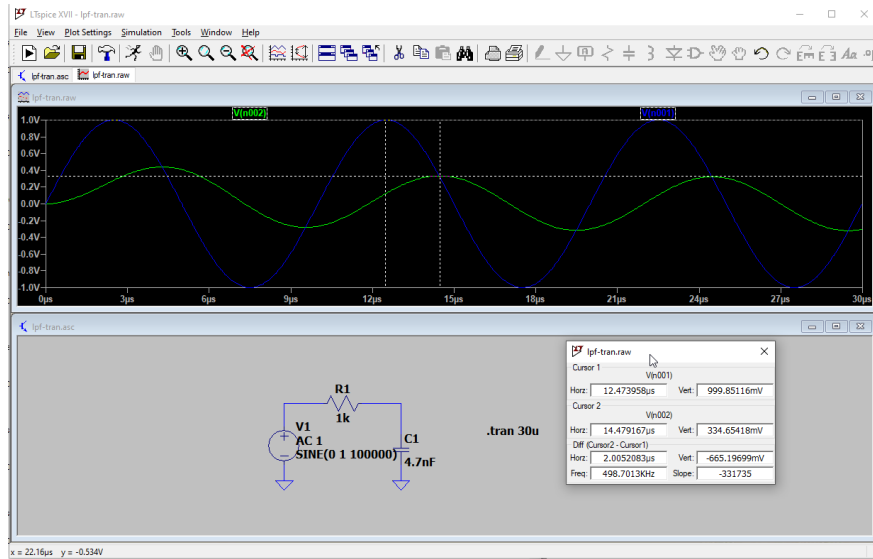 LTspice XVII - lpf-tran.raw
File View Plot Settings Simulation Tools Window Help
lpf-tran.asc lpf-tran.raw
lpf-tran.raw
V(n002) V(n001)
1.0V
0.8V
0.6V
0.4V
0.2V
0.0V
-0.2V
-0.4V
-0.6V
-0.8V
-1.0V
0µs 3µs 6µs 9µs 12µs 15µs 18µs 21µs 24µs 27µs 30µs
lpf-tran.asc
R1
1k
V1
AC 1
SINE(0 1 100000)
C1
4.7nF
.tran 30u
lpf-tran.raw
Cursor 1
V(n001)
Horz: 12.473958µs Vert: 999.85116mV
Cursor 2
V(n002)
Horz: 14.479167µs Vert: 334.65418mV
Diff (Cursor2 - Cursor1)
Horz: 2.0052083µs Vert: -665.19699mV
Freq: 498.7013KHz Slope: -331735
x = 22.16µs y = -0.534V